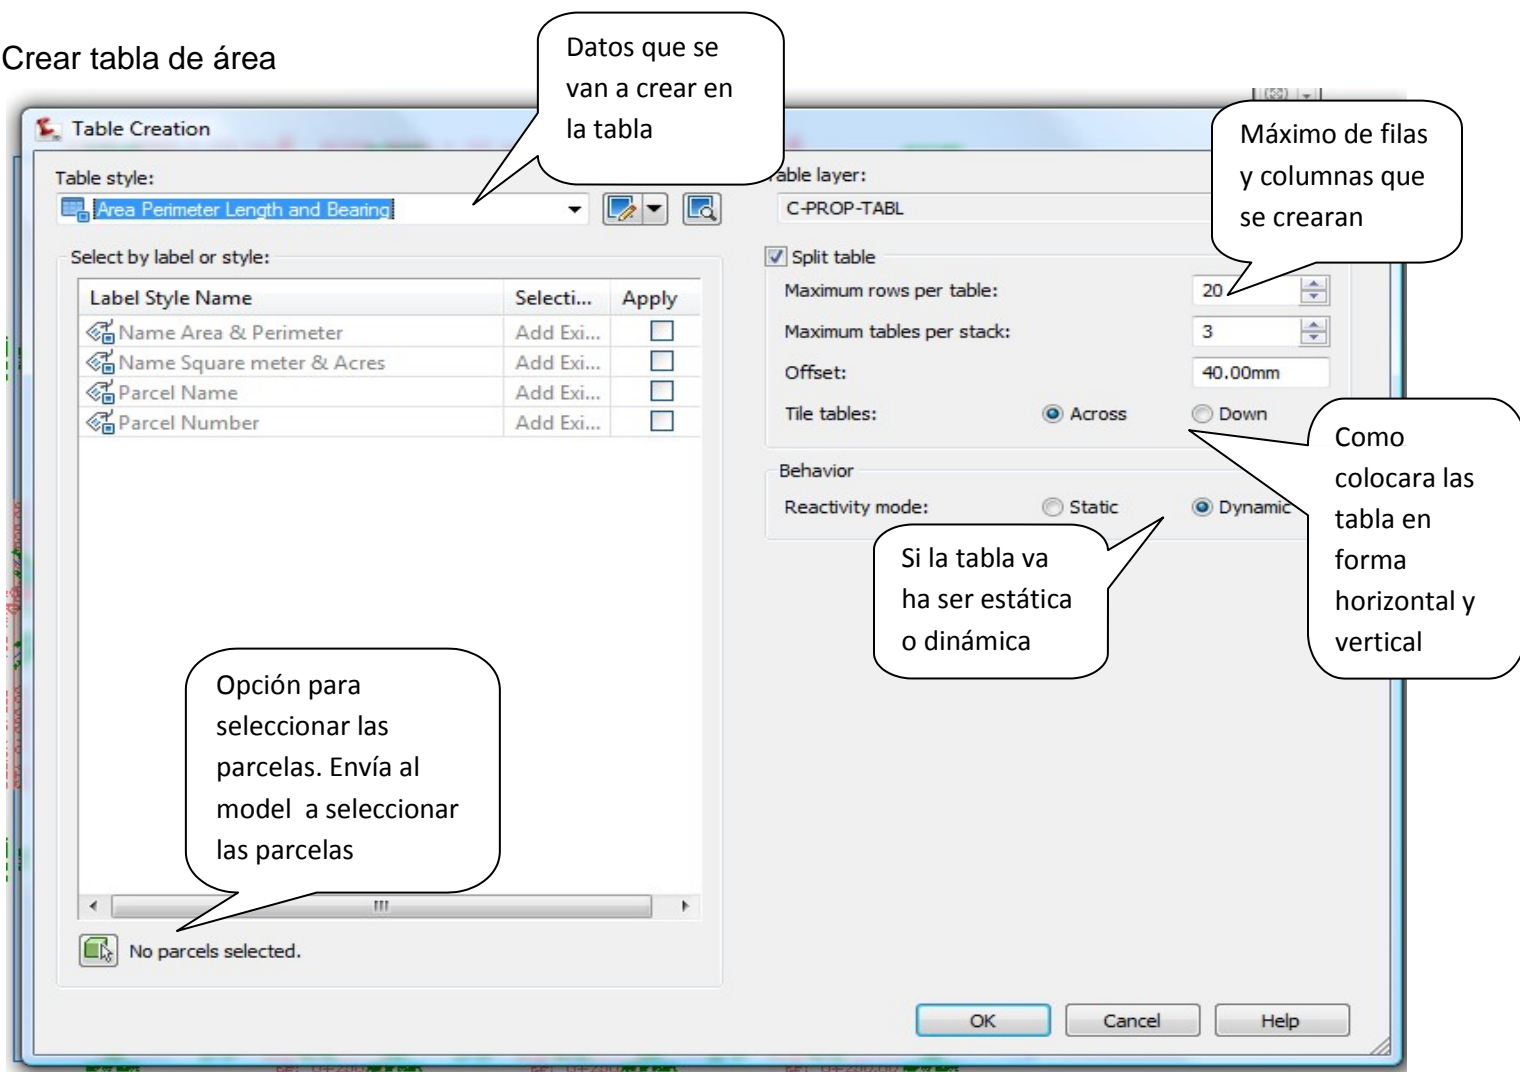 Crear tabla de área
Datos que se
van a crear en
la tabla
Máximo de filas
y columnas que
se crearan
Table Creation
Table style:
Area Perimeter Length and Bearing
Select by label or style:
Label Style Name Selecti... Apply
Name Area & Perimeter Add Exi...
Name Square meter & Acres Add Exi...
Parcel Name Add Exi...
Parcel Number Add Exi...
Opción para
seleccionar las
parcelas. Envía al
model a seleccionar
las parcelas
No parcels selected.
able layer:
C-PROP-TABL
Split table
Maximum rows per table: 20
Maximum tables per stack: 3
Offset: 40.00mm
Tile tables: Across Down
Como
colocara las
tabla en
forma
horizontal y
vertical
Behavior
Reactivity mode: Static Dynamic
Si la tabla va
ha ser estática
o dinámica
OK Cancel Help